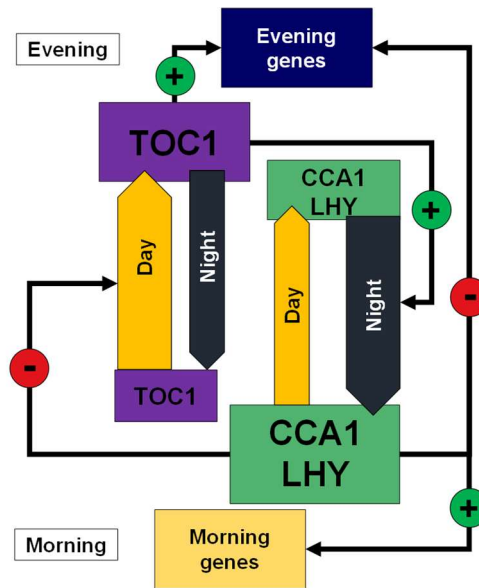 Evening
Evening
genes
+
TOC1
CCA1
LHY
+
Day
Night
Day
Night
-
-
TOC1
CCA1
LHY
+
Morning
genes
Morning